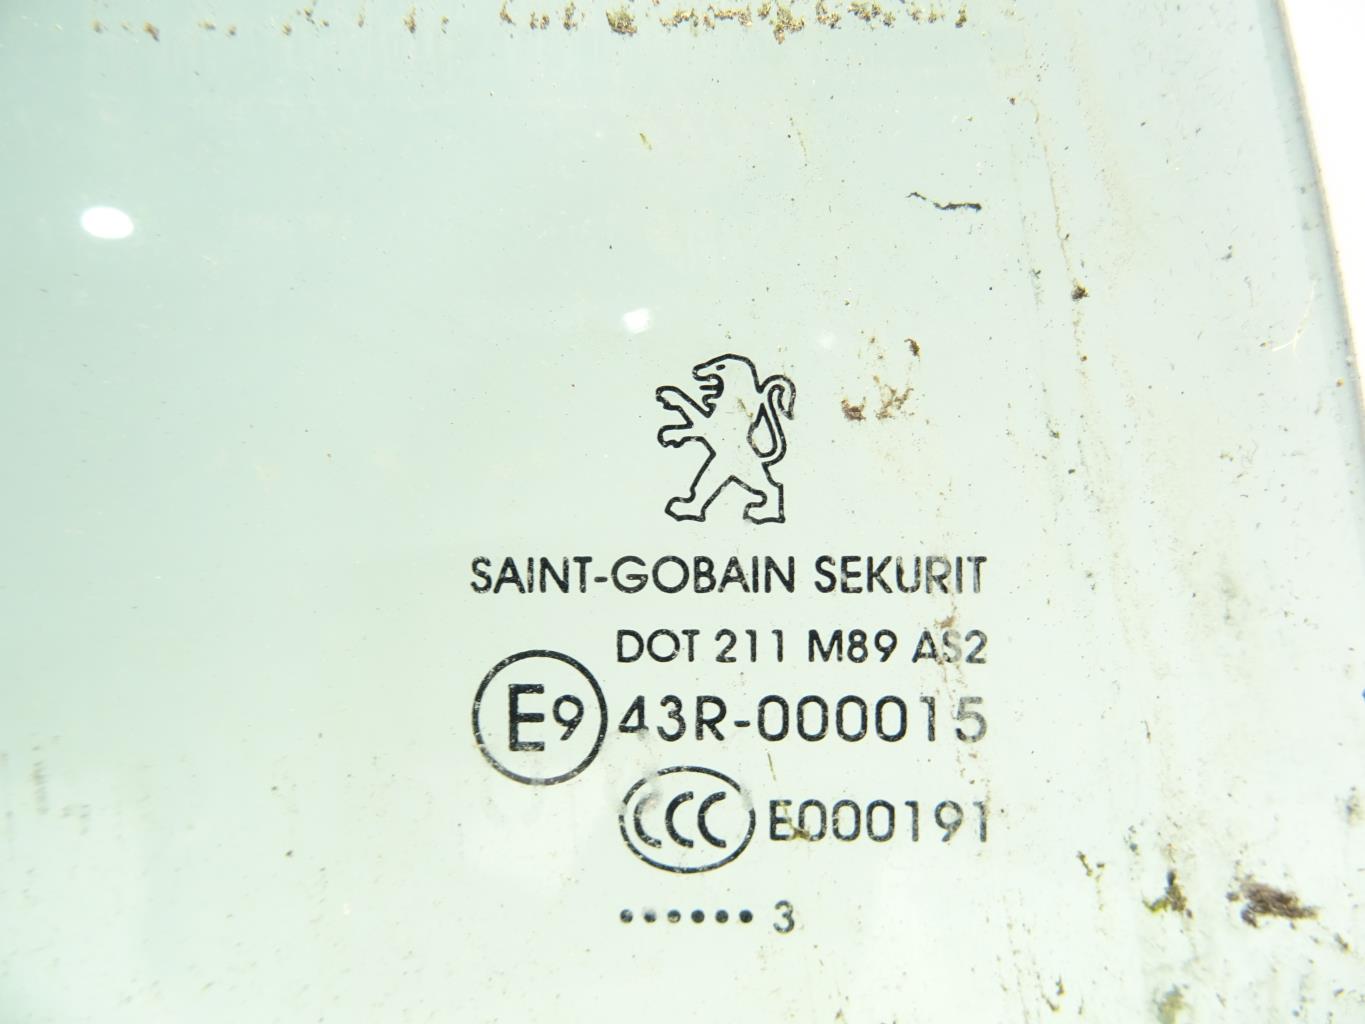 SAINT-GOBAIN SEKURIT
DOT 211 M89 AS2
E9 43R-000015
CCC E000191
•••••• 3